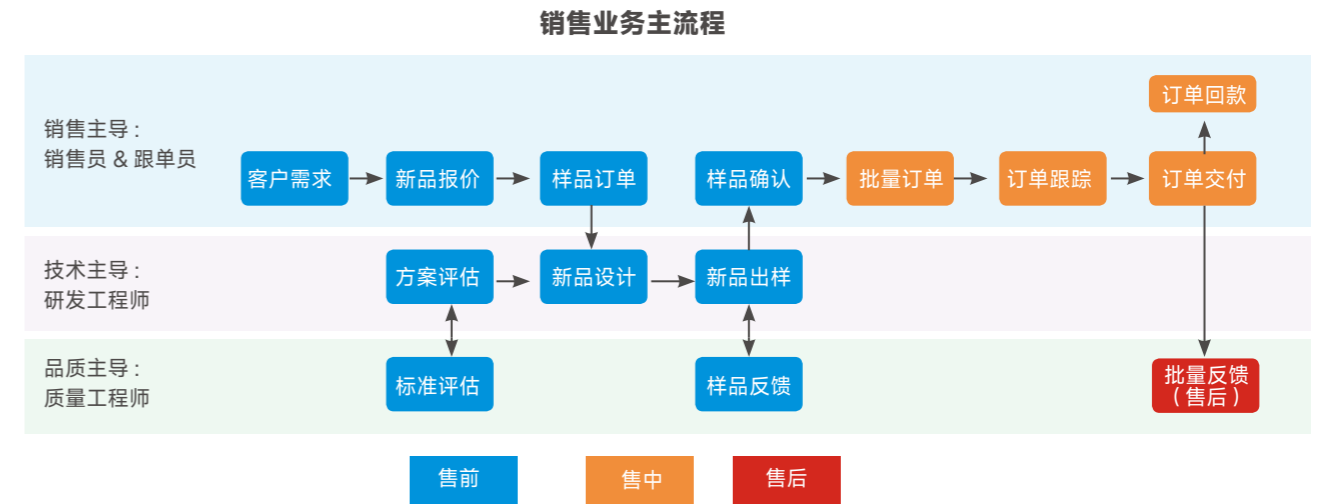 销售业务主流程
订单回款
销售主导:
销售员 & 跟单员
客户需求
新品报价
样品订单
样品确认
批量订单
订单跟踪
订单交付
技术主导:
研发工程师
方案评估
新品设计
新品出样
品质主导:
质量工程师
标准评估
样品反馈
批量反馈
(售后)
售前
售中
售后